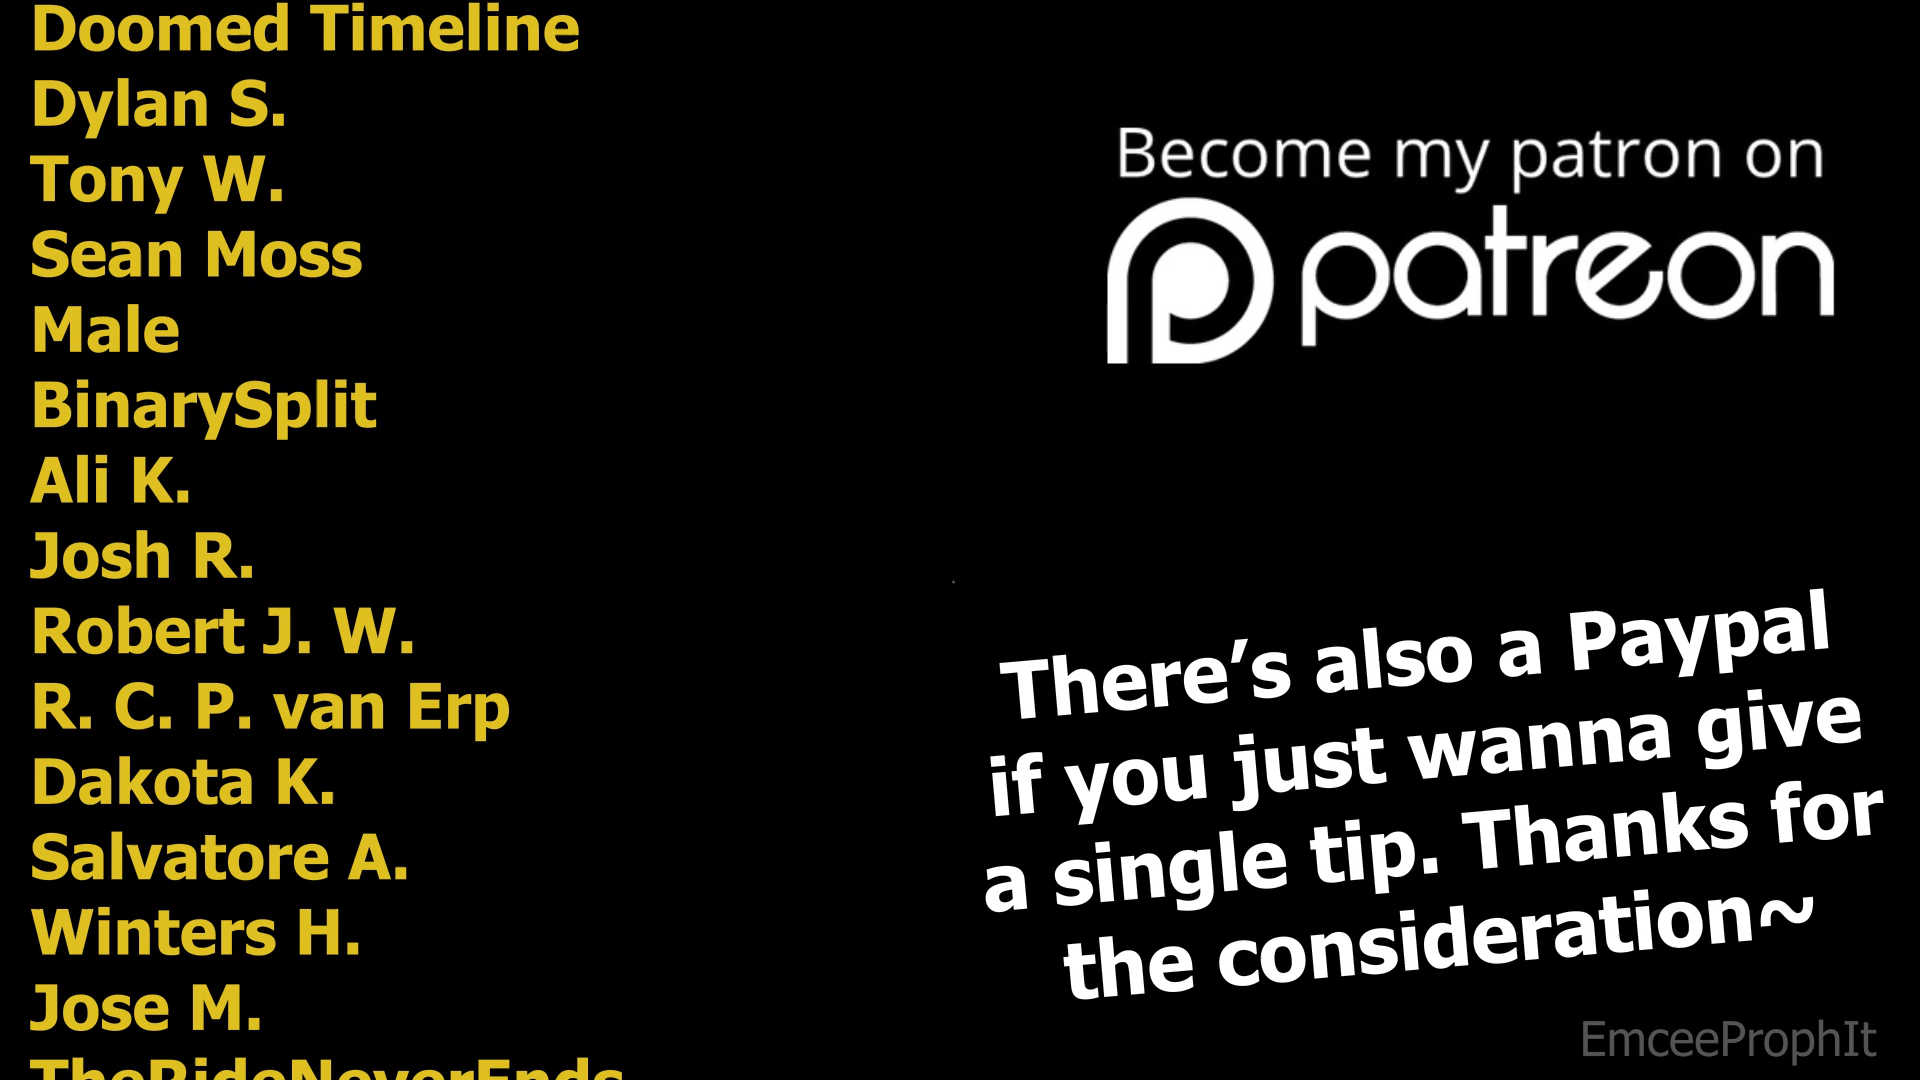 Doomed Timeline
Dylan S.
Tony W.
Sean Moss
Male
BinarySplit
Ali K.
Josh R.
Robert J. W.
R. C. P. van Erp
Dakota K.
Salvatore A.
Winters H.
Jose M.
TheRideNeverEnds
Become my patron on
patreon
There's also a Paypal
if you just wanna give
a single tip. Thanks for
the consideration~
EmceeProphIt